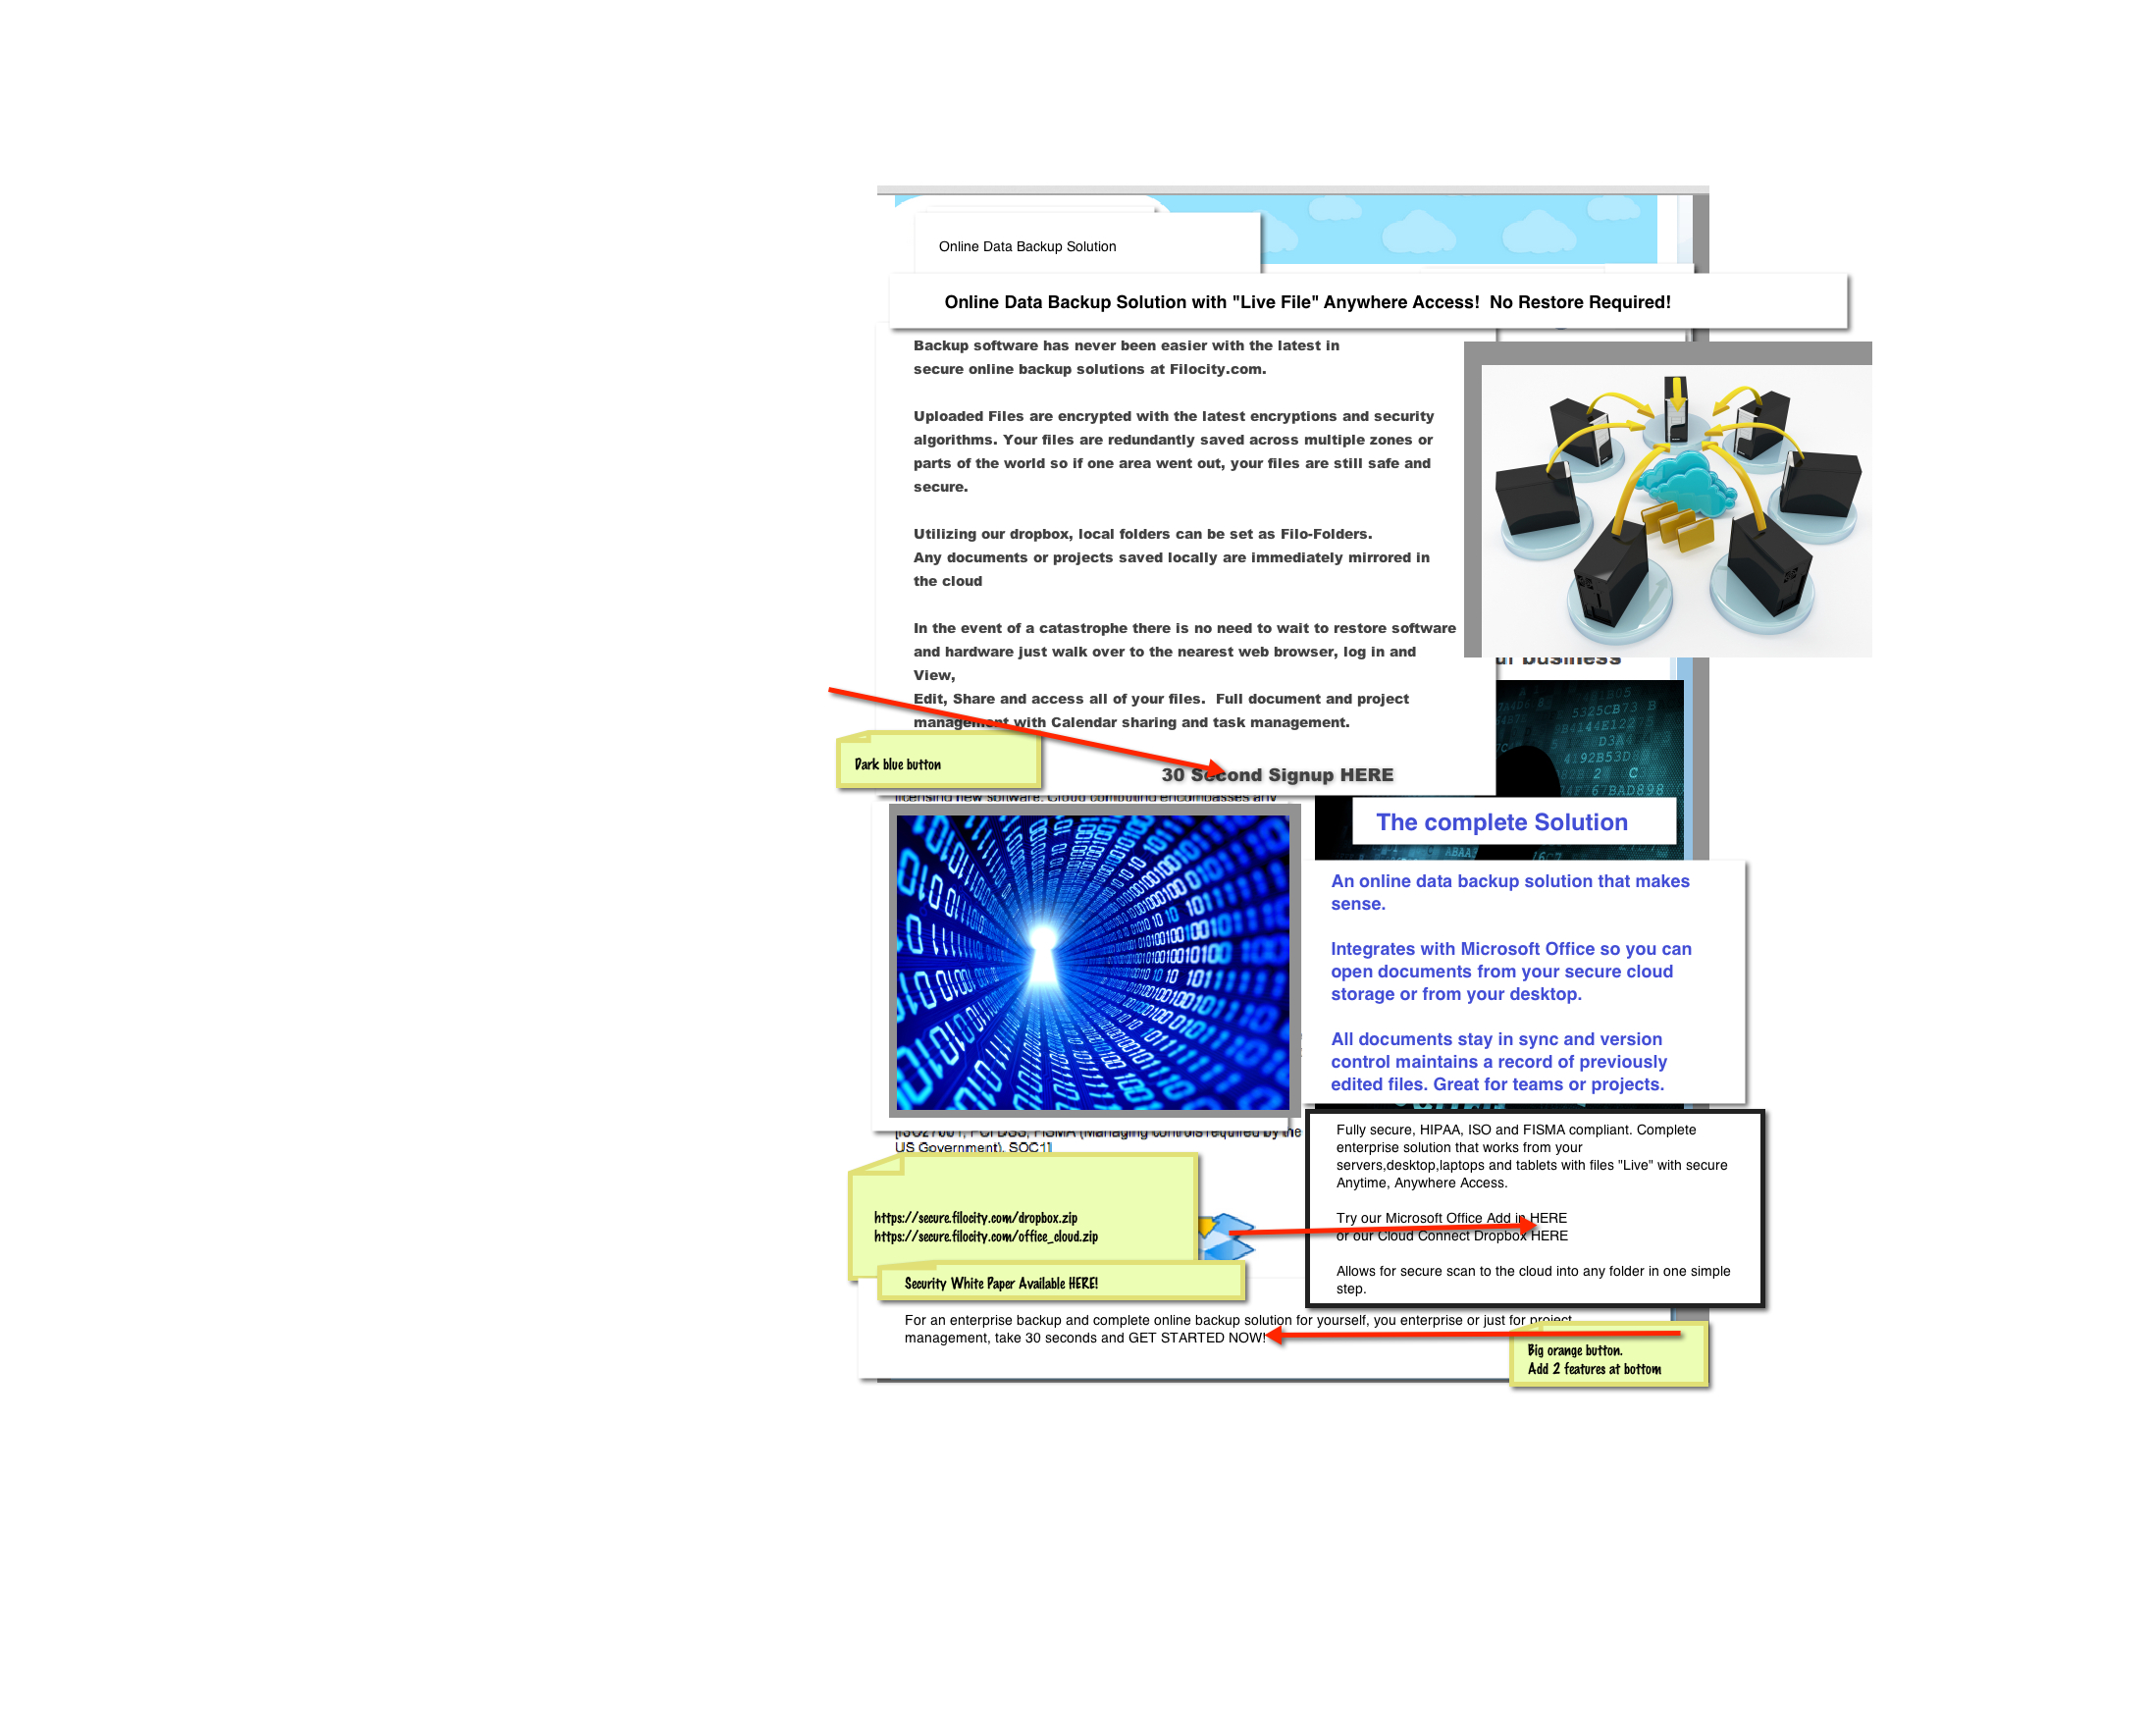 Online Data Backup Solution
Online Data Backup Solution with "Live File" Anywhere Access!  No Restore Required!
Backup software has never been easier with the latest in
secure online backup solutions at Filocity.com.
Uploaded Files are encrypted with the latest encryptions and security
algorithms. Your files are redundantly saved across multiple zones or
parts of the world so if one area went out, your files are still safe and
secure.
Utilizing our dropbox, local folders can be set as Filo-Folders.
Any documents or projects saved locally are immediately mirrored in
the cloud
In the event of a catastrophe there is no need to wait to restore software
and hardware just walk over to the nearest web browser, log in and
View,
Edit, Share and access all of your files.  Full document and project
management with Calendar sharing and task management.
business
5325CB73 B
Dark blue button
30 Second Signup HERE
licensing new software. Cloud computing encompasses any
The complete Solution
An online data backup solution that makes
sense.
Integrates with Microsoft Office so you can
open documents from your secure cloud
storage or from your desktop.
All documents stay in sync and version
control maintains a record of previously
edited files. Great for teams or projects.
[ISO27001, PCI DSS, FISMA (Managing controls required by the
US Government), SOC1]
Fully secure, HIPAA, ISO and FISMA compliant. Complete
enterprise solution that works from your
servers,desktop,laptops and tablets with files "Live" with secure
Anytime, Anywhere Access.
Try our Microsoft Office Add in HERE
or our Cloud Connect Dropbox HERE
Allows for secure scan to the cloud into any folder in one simple
step.
https://secure.filocity.com/dropbox.zip
https://secure.filocity.com/office_cloud.zip
Security White Paper Available HERE!
For an enterprise backup and complete online backup solution for yourself, you enterprise or just for project
management, take 30 seconds and GET STARTED NOW!
Big orange button.
Add 2 features at bottom